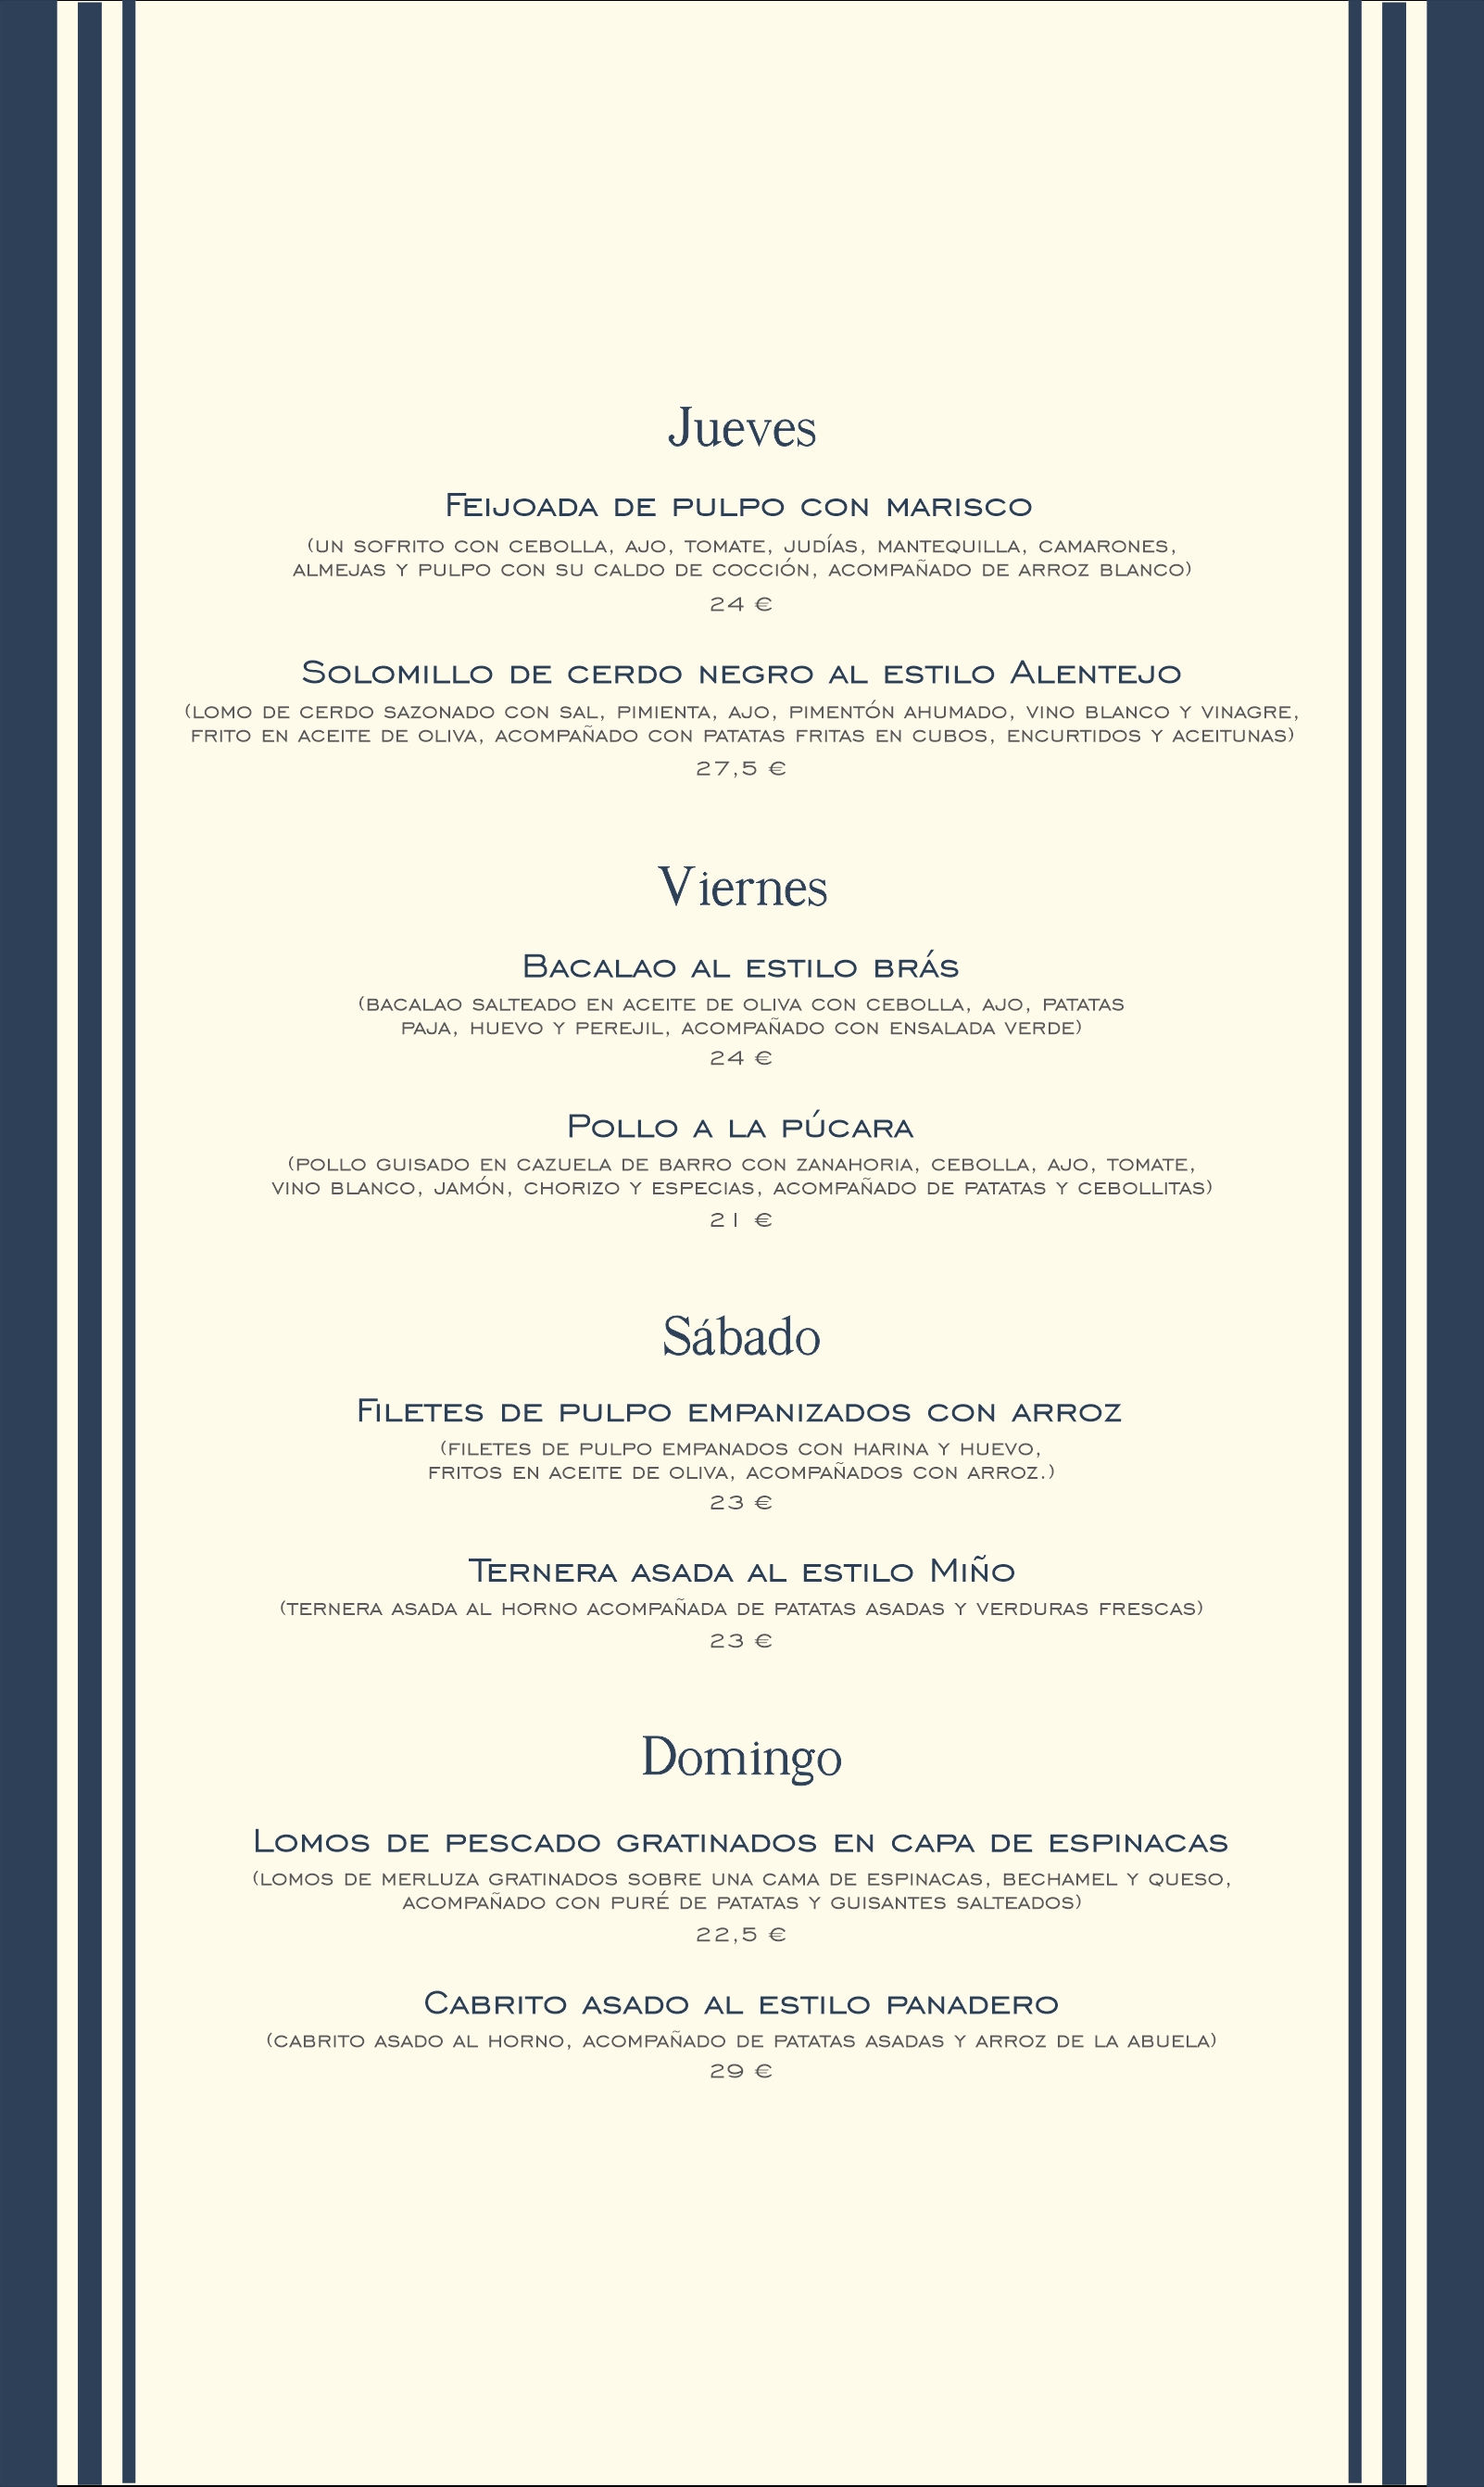 Jueves
Feijoada de pulpo con marisco
(un sofrito con cebolla, ajo, tomate, judías, mantequilla, camarones,
almejas y pulpo con su caldo de cocción, acompañado de arroz blanco)
24 €
Solomillo de cerdo negro al estilo Alentejo
(lomo de cerdo sazonado con sal, pimienta, ajo, pimentón ahumado, vino blanco y vinagre,
frito en aceite de oliva, acompañado con patatas fritas en cubos, encurtidos y aceitunas)
27,5 €
Viernes
Bacalao al estilo brás
(bacalao salteado en aceite de oliva con cebolla, ajo, patatas
paja, huevo y perejil, acompañado con ensalada verde)
24 €
Pollo a la púcara
(pollo guisado en cazuela de barro con zanahoria, cebolla, ajo, tomate,
vino blanco, jamón, chorizo y especias, acompañado de patatas y cebollitas)
21 €
Sábado
Filetes de pulpo empanizados con arroz
(filetes de pulpo empanados con harina y huevo,
fritos en aceite de oliva, acompañados con arroz.)
23 €
Ternera asada al estilo Miño
(ternera asada al horno acompañada de patatas asadas y verduras frescas)
23 €
Domingo
Lomos de pescado gratinados en capa de espinacas
(lomos de merluza gratinados sobre una cama de espinacas, bechamel y queso,
acompañado con puré de patatas y guisantes salteados)
22,5 €
Cabrito asado al estilo panadero
(cabrito asado al horno, acompañado de patatas asadas y arroz de la abuela)
29 €